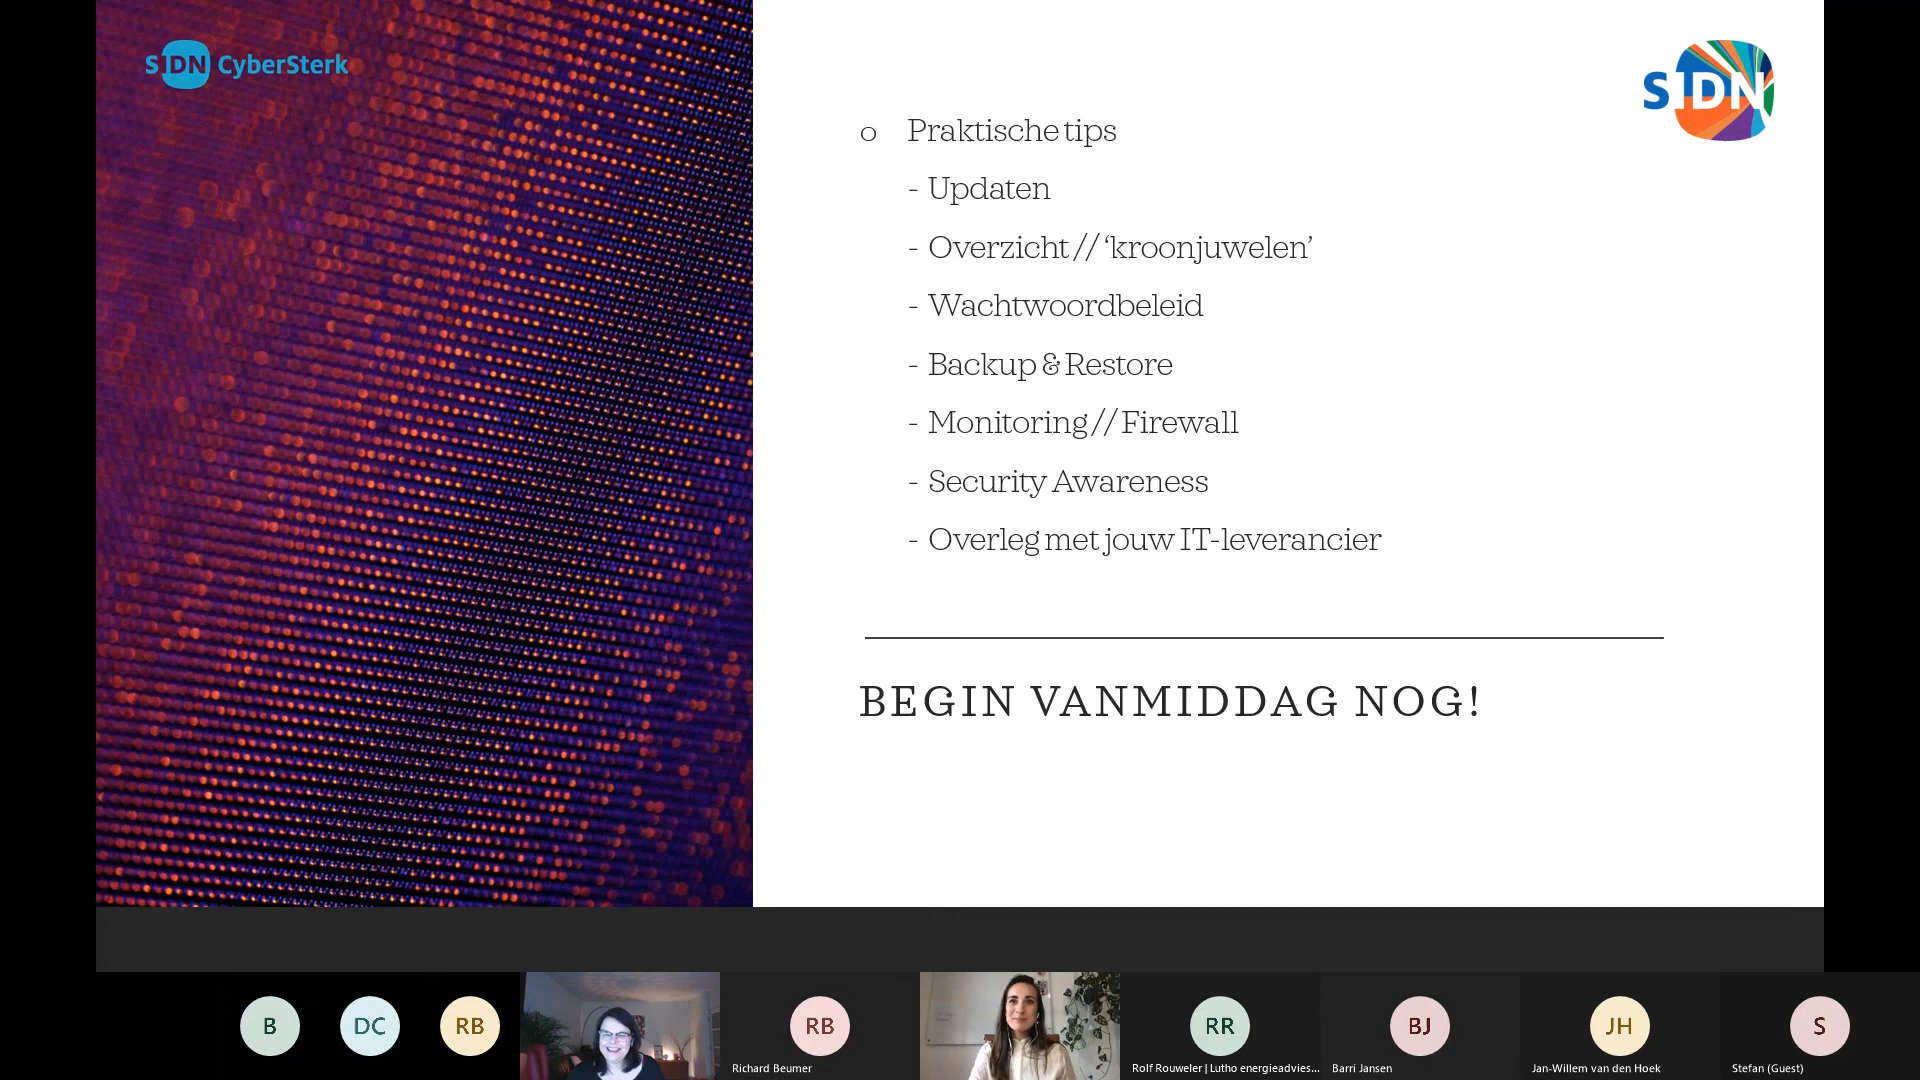 SIDN CyberSterk
SIDN
o Praktische tips
- Updaten
- Overzicht // ‘kroonjuwelen’
- Wachtwoordbeleid
- Backup & Restore
- Monitoring // Firewall
- Security Awareness
- Overleg met jouw IT-leverancier
BEGIN VANMIDDAG NOG!
B
DC
RB
RB
RR
BJ
JH
S
Richard Beumer
Rolf Rouweler | Lutho energieadvies...
Barri Jansen
Jan-Willem van den Hoek
Stefan (Guest)